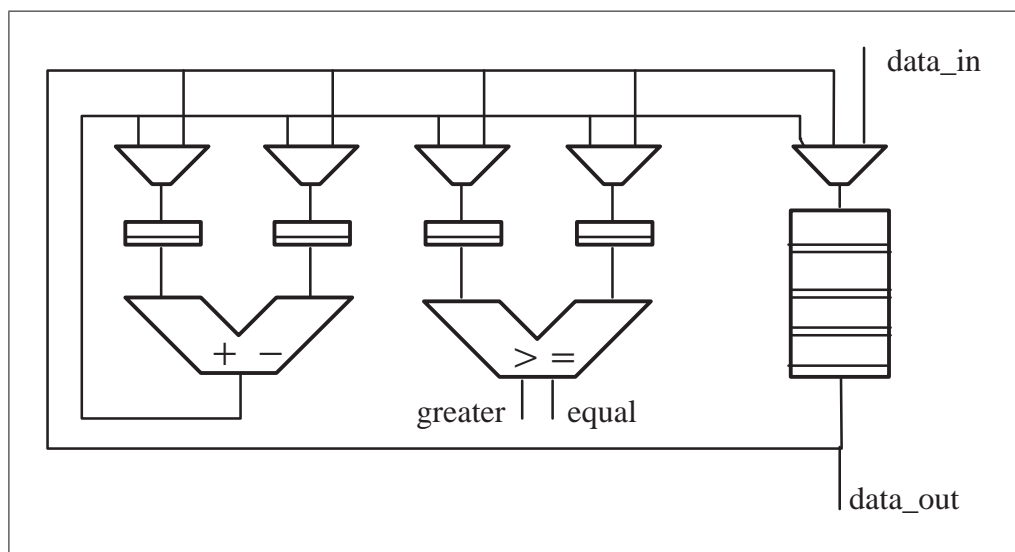 data_in
+ −
> =
greater equal
data_out